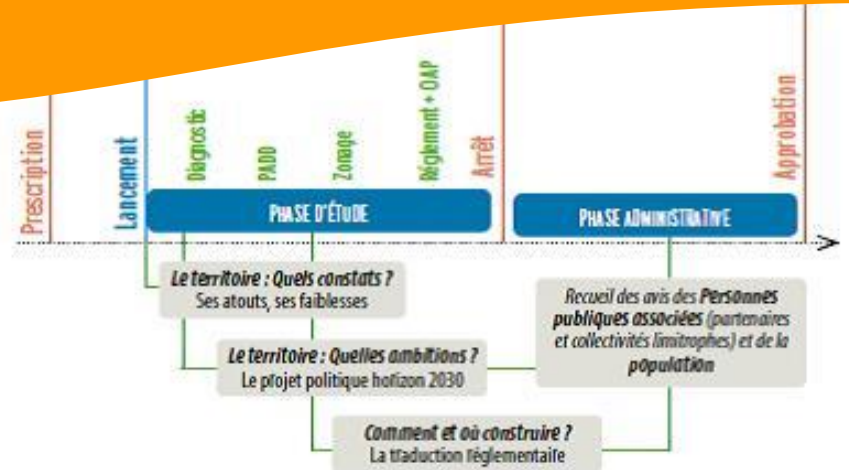 Prescription
Lancement
Diagnostic
PADD
Zonage
Réglement + OAP
Arrêt
Approbation
PHASE D'ÉTUDE
PHASE ADMINISTRATIVE
Le territoire : Quels constats ?
Ses atouts, ses faiblesses
Le territoire : Quelles ambitions ?
Le projet politique horizon 2030
Comment et où construire ?
La traduction réglementaire
Recueil des avis des Personnes
publiques associées (partenaires
et collectivités limitrophes) et de la
population